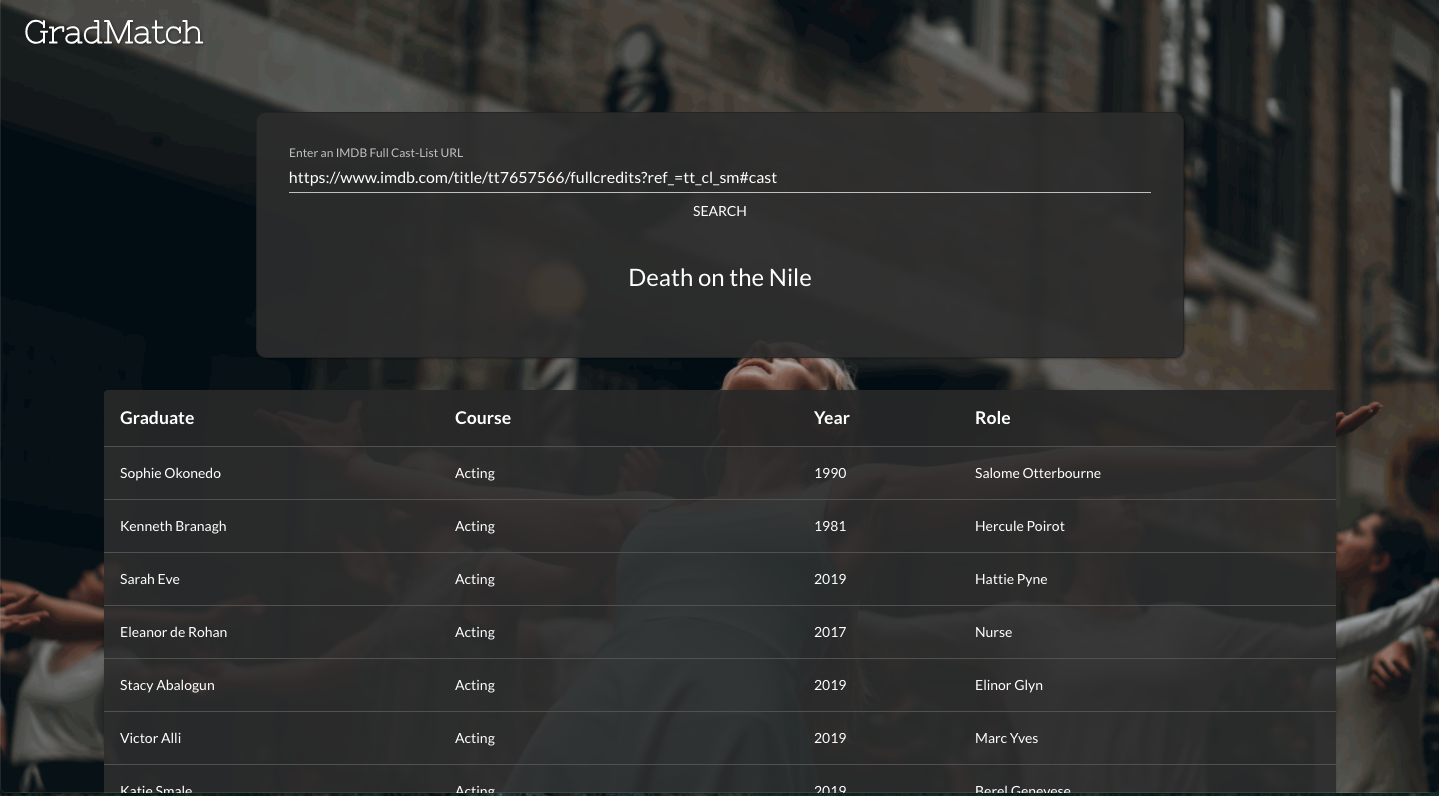 GradMatch
Enter an IMDB Full Cast-List URL
https://www.imdb.com/title/tt7657566/fullcredits?ref_=tt_cl_sm#cast
SEARCH
Death on the Nile
Graduate Course Year Role
Sophie Okonedo Acting 1990 Salome Otterbourne
Kenneth Branagh Acting 1981 Hercule Poirot
Sarah Eve Acting 2019 Hattie Pyne
Eleanor de Rohan Acting 2017 Nurse
Stacy Abalogun Acting 2019 Elinor Glyn
Victor Alli Acting 2019 Marc Yves
Katie Smale Acting 2019 Berel Genevese